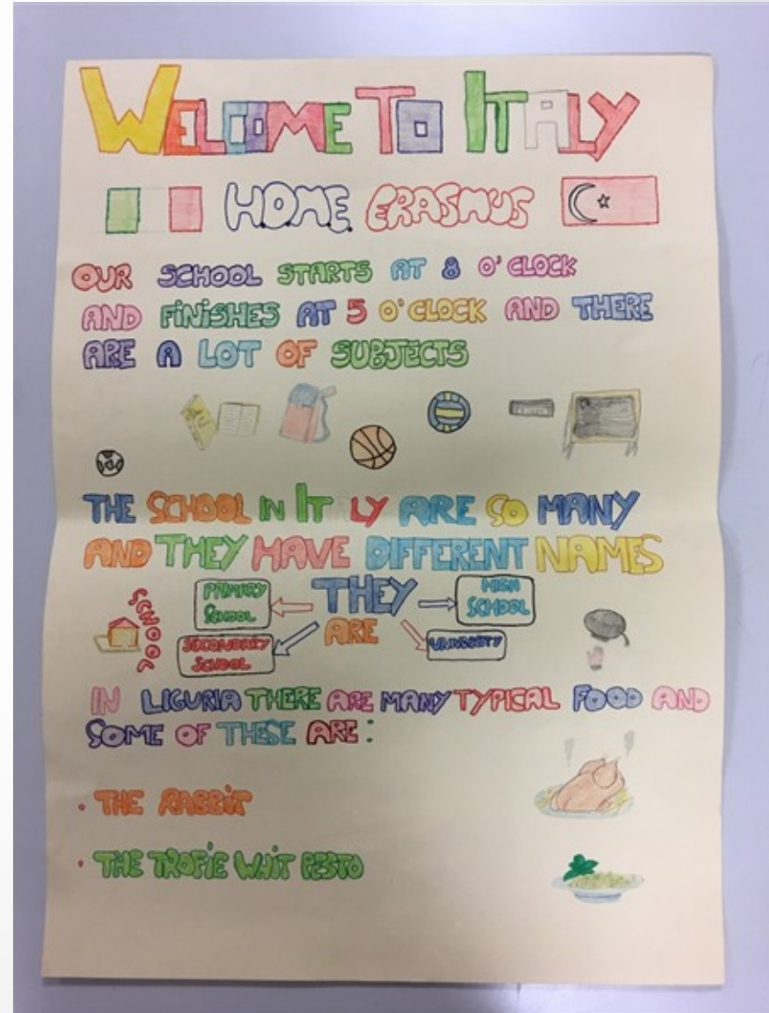 WELCOME TO ITALY
H.O.M.E. ERASMUS
OUR SCHOOL STARTS AT 8 O'CLOCK
AND FINISHES AT 5 O'CLOCK AND THERE
ARE A LOT OF SUBJECTS
THE SCHOOL IN ITALY ARE SO MANY
AND THEY HAVE DIFFERENT NAMES
SCHOOL
PRIMARY
SCHOOL
THEY
ARE
HIGH
SCHOOL
SECONDARY
SCHOOL
IN LIGURIA THERE ARE MANY TYPICAL FOOD AND
SOME OF THESE ARE:
• THE RABBIT
• THE TROFIE WHIT PESTO